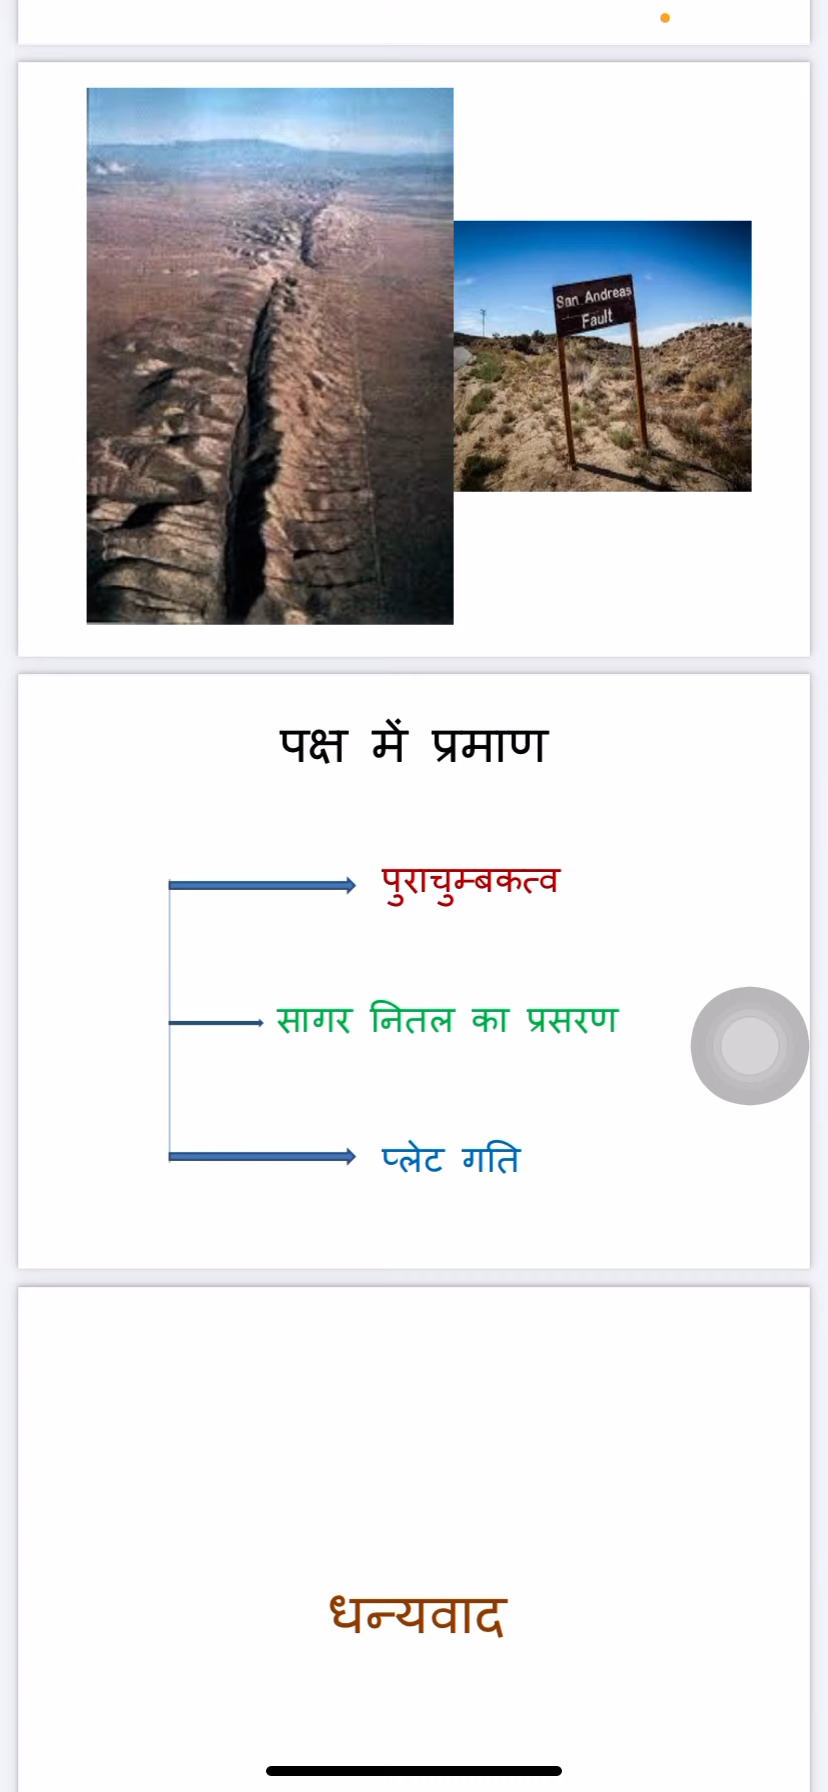 San Andreas
Fault
पक्ष में प्रमाण
पुराचुम्बकत्व
सागर नितल का प्रसरण
प्लेट गति
धन्यवाद